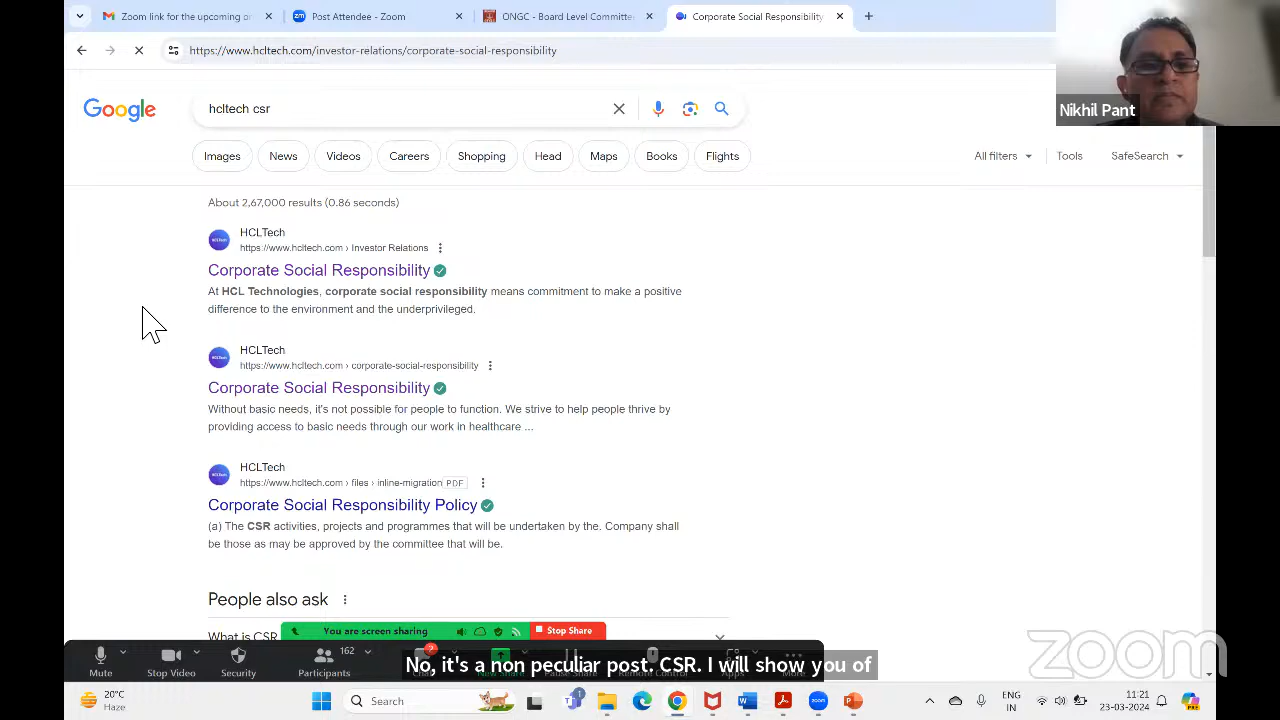 Zoom link for the upcoming or
Post Attendee - Zoom
ONGC - Board Level Committe
Corporate Social Responsibility
https://www.hcltech.com/investor-relations/corporate-social-responsibility
Nikhil Pant
Google
hcltech csr
Images
News
Videos
Careers
Shopping
Head
Maps
Books
Flights
All filters
Tools
SafeSearch
About 2,67,000 results (0.86 seconds)
HCLTech
https://www.hcltech.com › Investor Relations
Corporate Social Responsibility
At HCL Technologies, corporate social responsibility means commitment to make a positive
difference to the environment and the underprivileged.
HCLTech
https://www.hcltech.com › corporate-social-responsibility
Corporate Social Responsibility
Without basic needs, it's not possible for people to function. We strive to help people thrive by
providing access to basic needs through our work in healthcare ...
HCLTech
https://www.hcltech.com › files › inline-migration PDF
Corporate Social Responsibility Policy
(a) The CSR activities, projects and programmes that will be undertaken by the. Company shall
be those as may be approved by the committee that will be.
People also ask
What is CSR
You are screen sharing
Stop Share
162
No, it's a non peculiar post. CSR. I will show you of
Mute
Stop Video
Security
Participants
zoom
20°C
Haze
Search
1
ENG
IN
11:21
23-03-2024